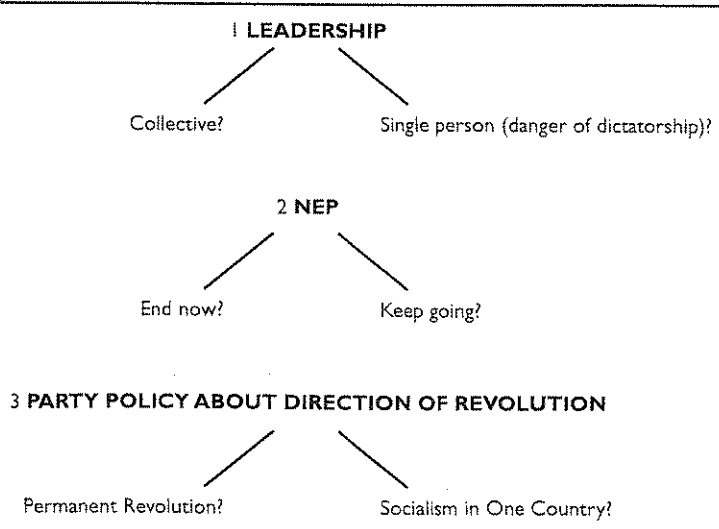 1 LEADERSHIP
Collective?
Single person (danger of dictatorship)?
2 NEP
End now?
Keep going?
3 PARTY POLICY ABOUT DIRECTION OF REVOLUTION
Permanent Revolution?
Socialism in One Country?